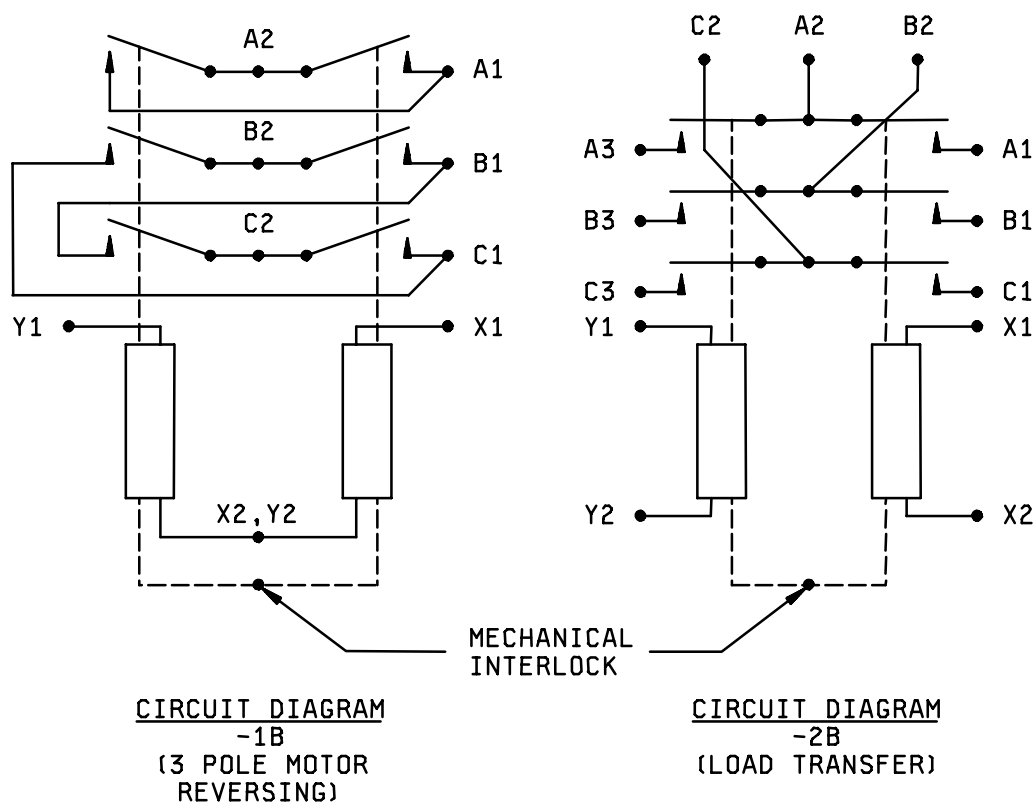 A2
A1
B2
B1
C2
C1
Y1
X1
X2,Y2
C2
A2
B2
A3
A1
B3
B1
C3
C1
Y1
X1
Y2
X2
MECHANICAL
INTERLOCK
CIRCUIT DIAGRAM
-1B
(3 POLE MOTOR
REVERSING)
CIRCUIT DIAGRAM
-2B
(LOAD TRANSFER)